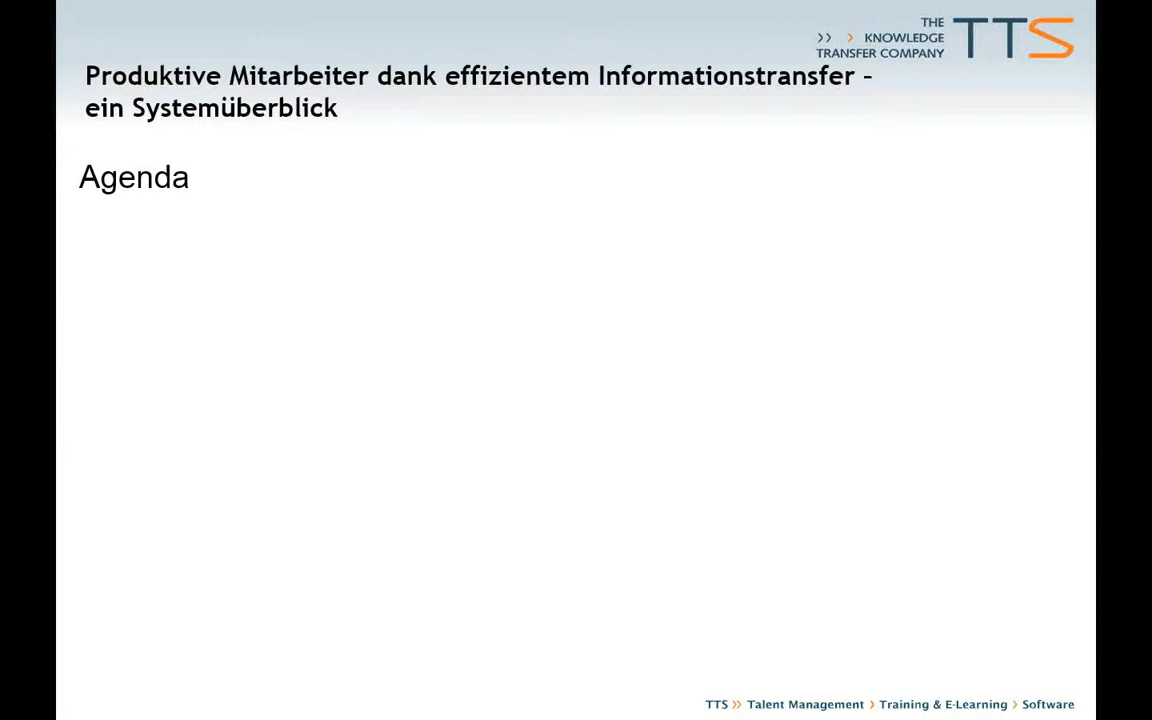 THE
>> > KNOWLEDGE
TRANSFER COMPANY
TTS
Produktive Mitarbeiter dank effizientem Informationstransfer –
ein Systemüberblick
Agenda
TTS >> Talent Management > Training & E-Learning > Software